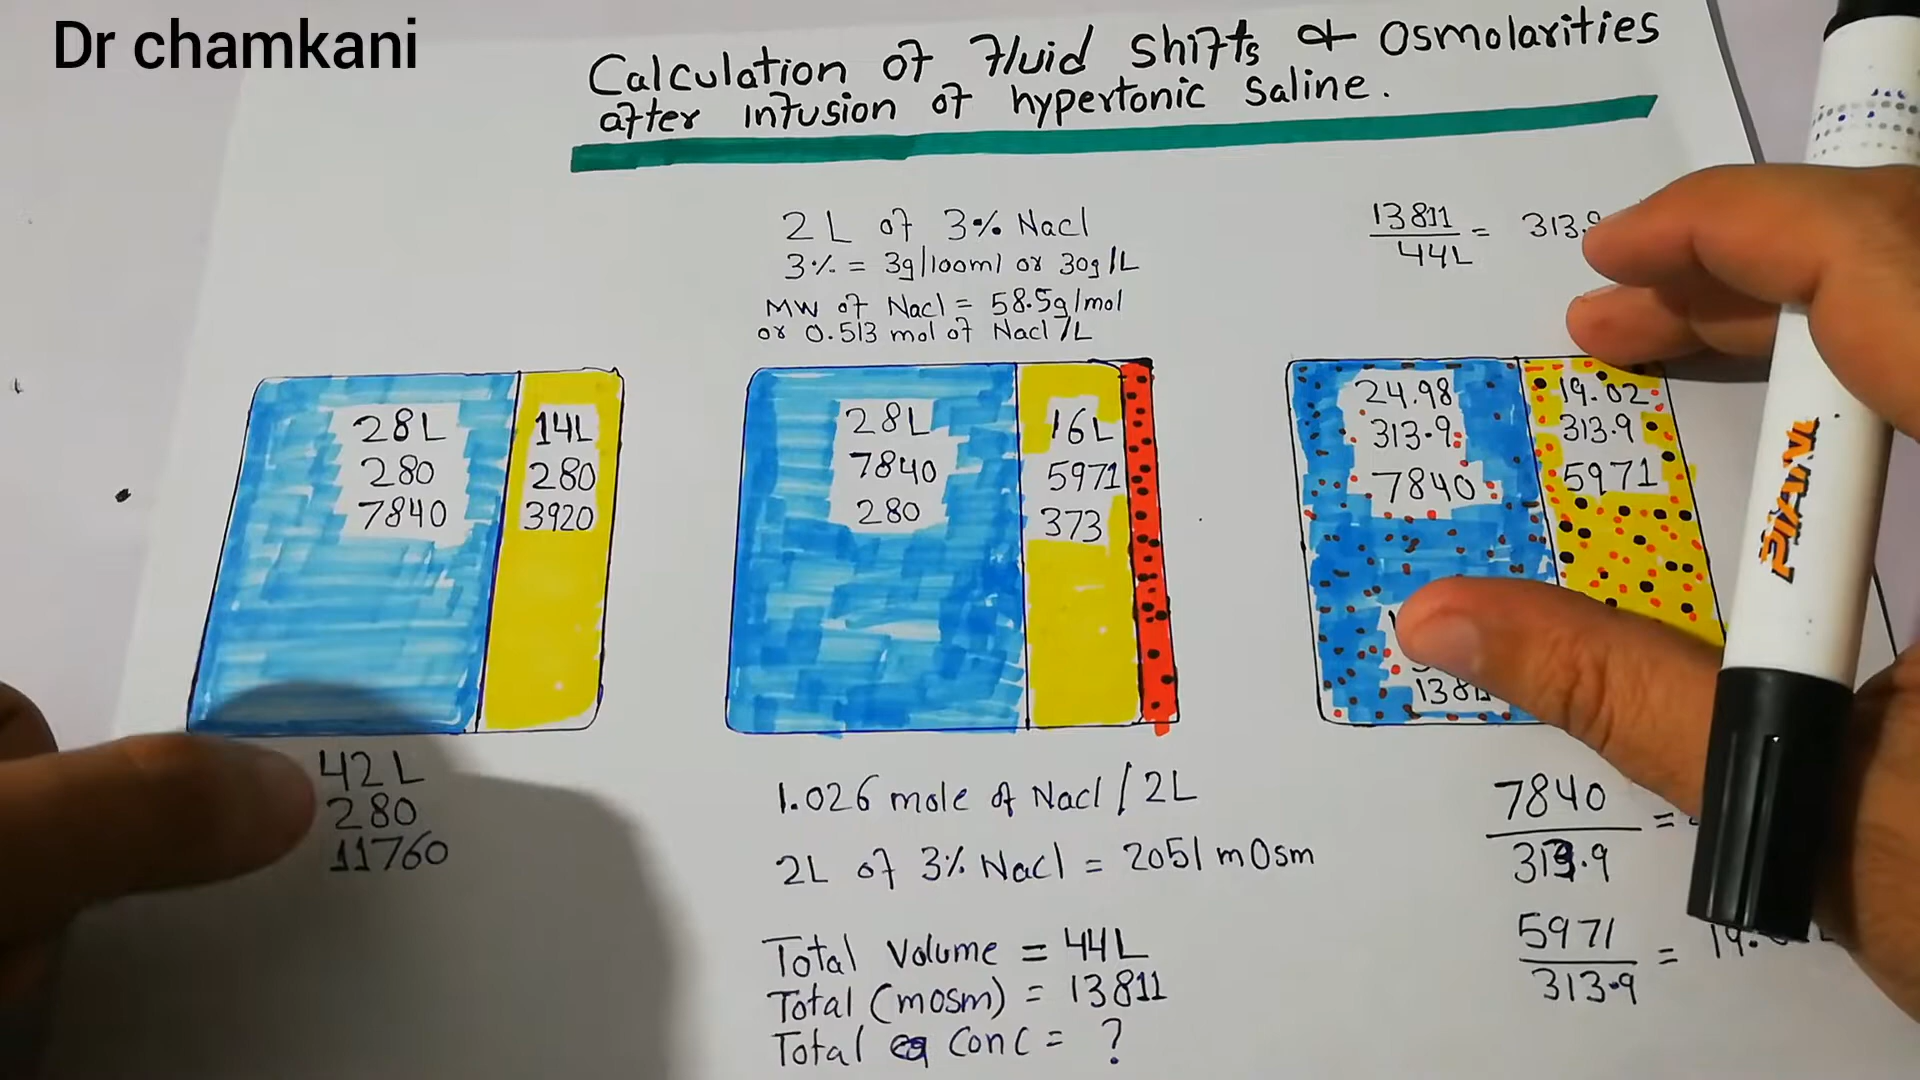 Dr chamkani
Calculation of Fluid Shifts & Osmolarities
after infusion of hypertonic Saline.
2 L of 3% Nacl
3% = 3g/100ml or 30g/L
MW of Nacl = 58.5g/mol
or 0.513 mol of Nacl/L
13811
44L
= 313.9
28L
280
7840
14L
280
3920
42 L
280
11760
28L
7840
280
16L
5971
373
24.98
313.9
7840
19.02
313.9
5971
1.026 mole of Nacl / 2L
2L of 3% Nacl = 2051 mOsm
Total Volume = 44L
Total (mosm) = 13811
Total Conc = ?
7840
313.9
=
5971
313.9
=
PIANI